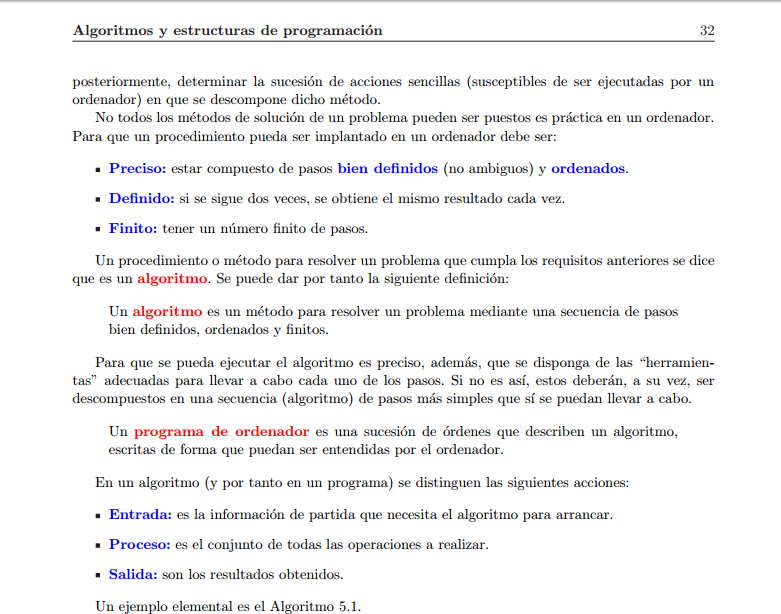 Algoritmos y estructuras de programación 32
posteriormente, determinar la sucesión de acciones sencillas (susceptibles de ser ejecutadas por un
ordenador) en que se descompone dicho método.
No todos los métodos de solución de un problema pueden ser puestos es práctica en un ordenador.
Para que un procedimiento pueda ser implantado en un ordenador debe ser:
▪ Preciso: estar compuesto de pasos bien definidos (no ambiguos) y ordenados.
▪ Definido: si se sigue dos veces, se obtiene el mismo resultado cada vez.
▪ Finito: tener un número finito de pasos.
Un procedimiento o método para resolver un problema que cumpla los requisitos anteriores se dice
que es un algoritmo. Se puede dar por tanto la siguiente definición:
Un algoritmo es un método para resolver un problema mediante una secuencia de pasos
bien definidos, ordenados y finitos.
Para que se pueda ejecutar el algoritmo es preciso, además, que se disponga de las “herramien-
tas” adecuadas para llevar a cabo cada uno de los pasos. Si no es así, estos deberán, a su vez, ser
descompuestos en una secuencia (algoritmo) de pasos más simples que sí se puedan llevar a cabo.
Un programa de ordenador es una sucesión de órdenes que describen un algoritmo,
escritas de forma que puedan ser entendidas por el ordenador.
En un algoritmo (y por tanto en un programa) se distinguen las siguientes acciones:
▪ Entrada: es la información de partida que necesita el algoritmo para arrancar.
▪ Proceso: es el conjunto de todas las operaciones a realizar.
▪ Salida: son los resultados obtenidos.
Un ejemplo elemental es el Algoritmo 5.1.